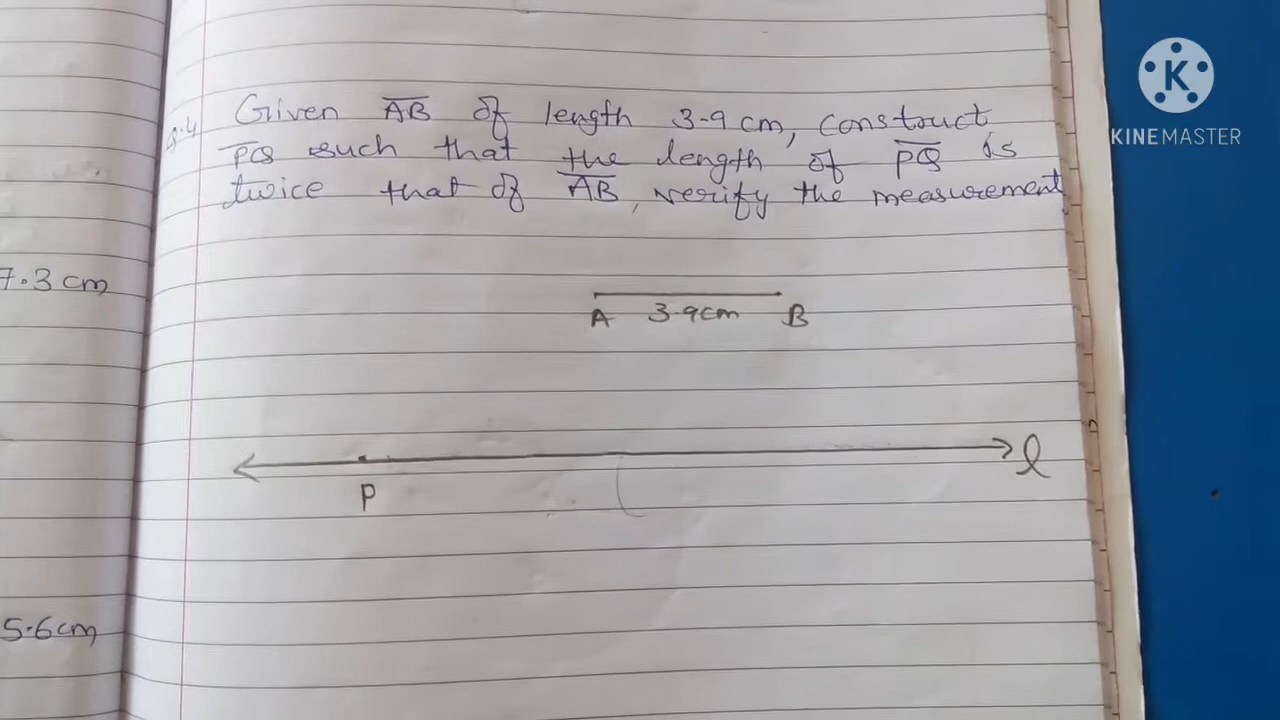 Q.4 Given AB of length 3.9 cm, construct
PQ such that the length of PQ is
twice that of AB, verify the measurement
7.3 cm
A 3.9cm B
l
P
5.6cm
K
KINEMASTER